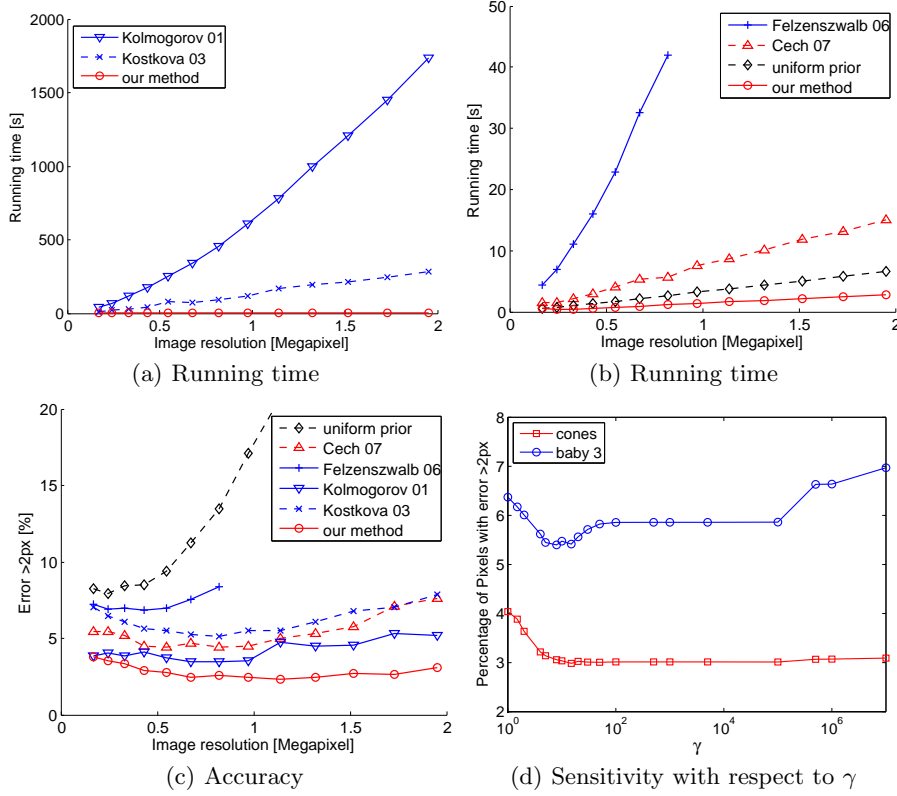 2000
1500
1000
500
0
0
0.5
1
1.5
2
Running time [s]
Image resolution [Megapixel]
Kolmogorov 01
Kostkova 03
our method
(a) Running time
50
40
30
20
10
0
0
0.5
1
1.5
2
Running time [s]
Image resolution [Megapixel]
Felzenszwalb 06
Cech 07
uniform prior
our method
(b) Running time
20
15
10
5
0
0
0.5
1
1.5
2
Error >2px [%]
Image resolution [Megapixel]
uniform prior
Cech 07
Felzenszwalb 06
Kolmogorov 01
Kostkova 03
our method
(c) Accuracy
8
7
6
5
4
3
2
10^0
10^2
10^4
10^6
Percentage of Pixels with error >2px
γ
cones
baby 3
(d) Sensitivity with respect to γ